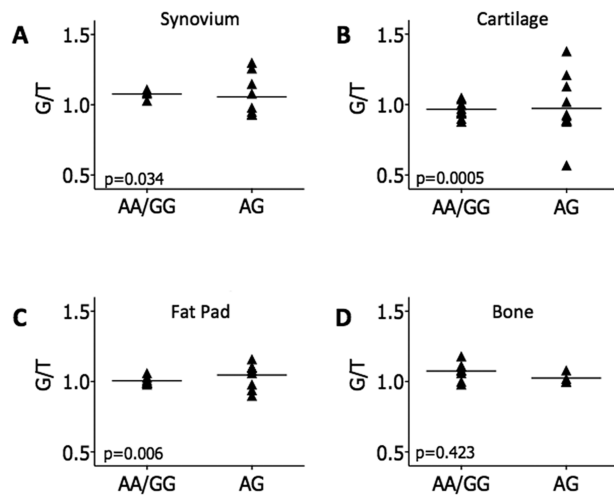 A
Synovium
1.5
1.0
0.5
G/T
p=0.034
AA/GG
AG
B
Cartilage
1.5
1.0
0.5
G/T
p=0.0005
AA/GG
AG
C
Fat Pad
1.5
1.0
0.5
G/T
p=0.006
AA/GG
AG
D
Bone
1.5
1.0
0.5
G/T
p=0.423
AA/GG
AG